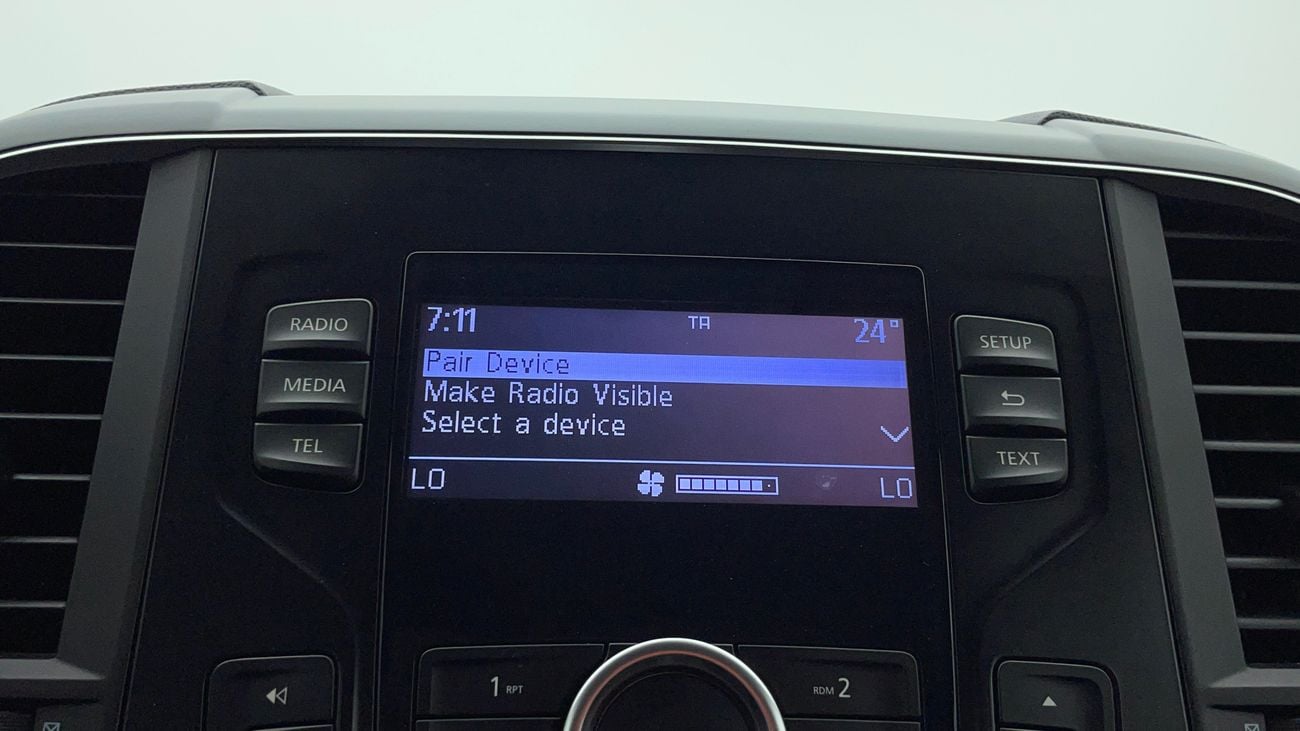 7:11 TA 24°
Pair Device
Make Radio Visible
Select a device
LO LO
RADIO
MEDIA
TEL
SETUP
TEXT
1 RPT
RDM 2